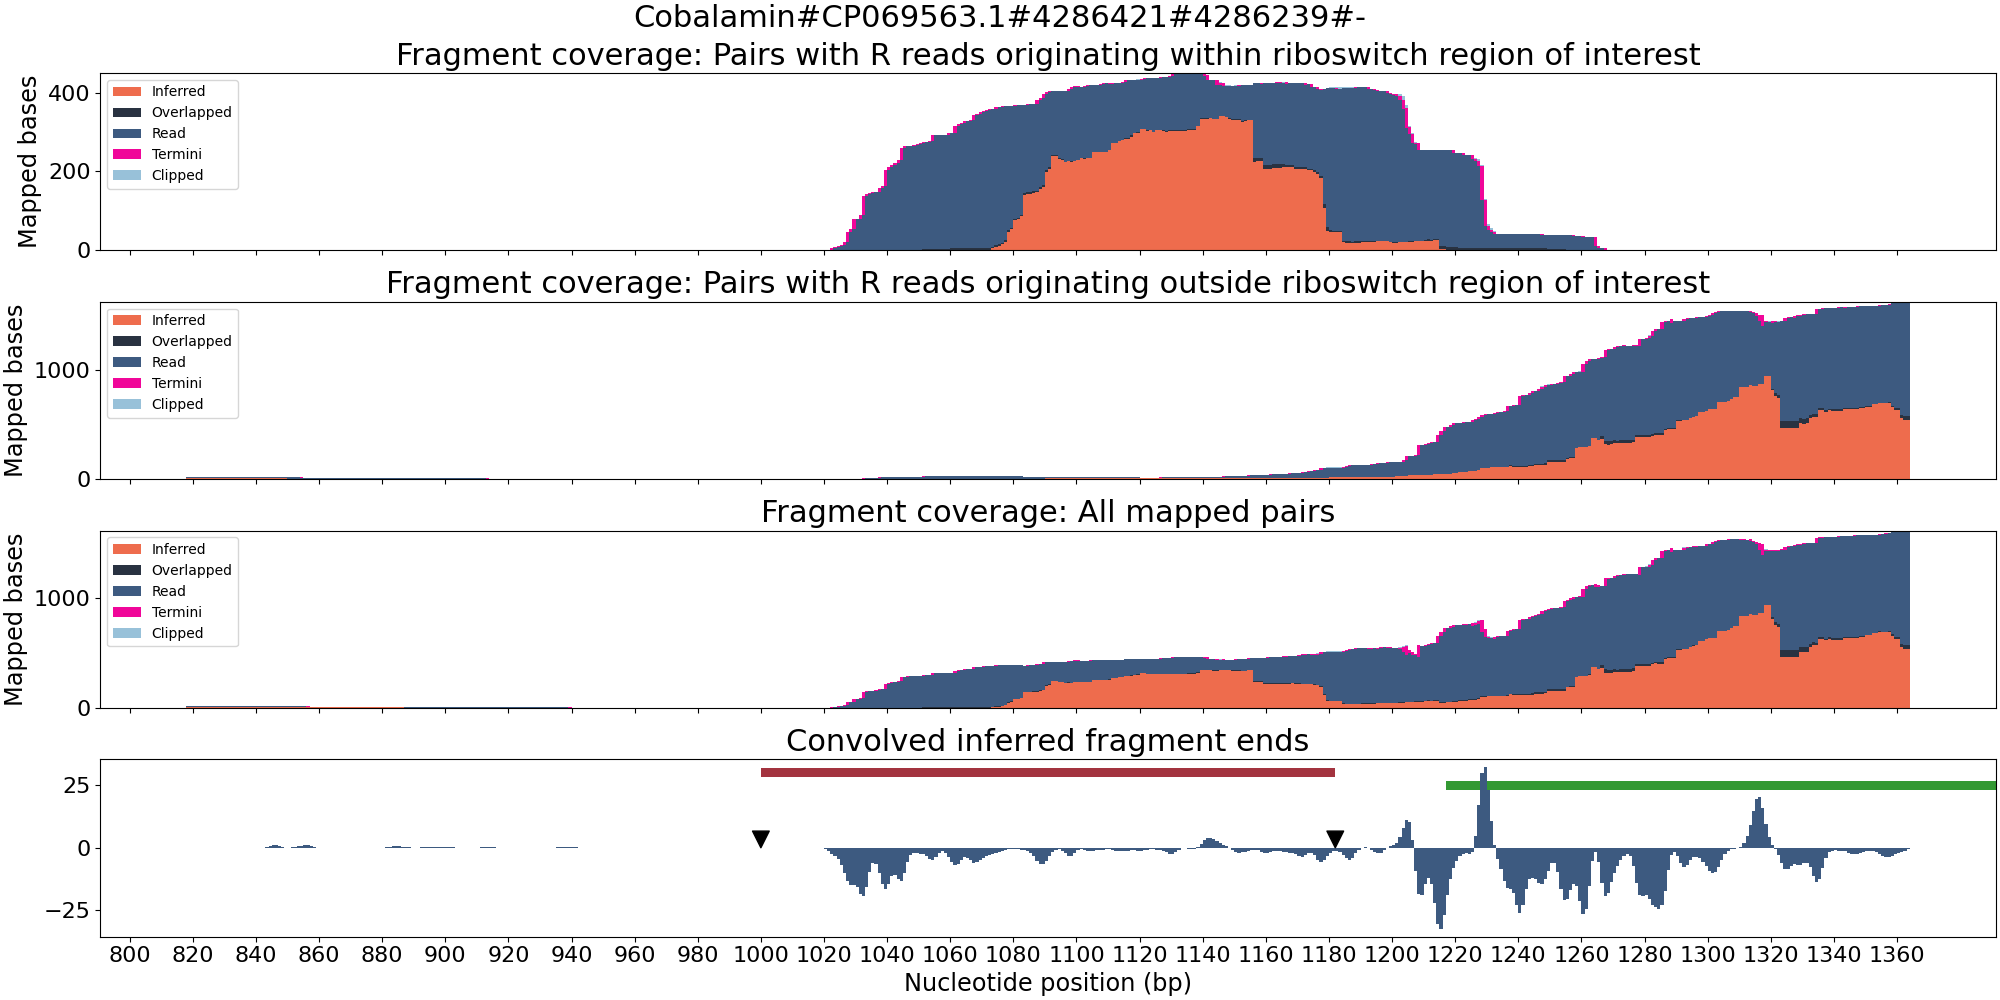 Cobalamin#CP069563.1#4286421#4286239#-
Fragment coverage: Pairs with R reads originating within riboswitch region of interest
Mapped bases
400
200
0
Inferred
Overlapped
Read
Termini
Clipped
Fragment coverage: Pairs with R reads originating outside riboswitch region of interest
Mapped bases
1000
0
Inferred
Overlapped
Read
Termini
Clipped
Fragment coverage: All mapped pairs
Mapped bases
1000
0
Inferred
Overlapped
Read
Termini
Clipped
Convolved inferred fragment ends
25
0
−25
800 820 840 860 880 900 920 940 960 980 1000 1020 1040 1060 1080 1100 1120 1140 1160 1180 1200 1220 1240 1260 1280 1300 1320 1340 1360
Nucleotide position (bp)